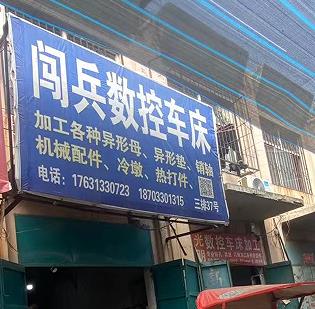 闯兵数控车床
加工各种异形母、异形垫、销轴
机械配件、冷墩、热打件、
电话：17631330723 18703301315 三排37号
数控车床加工